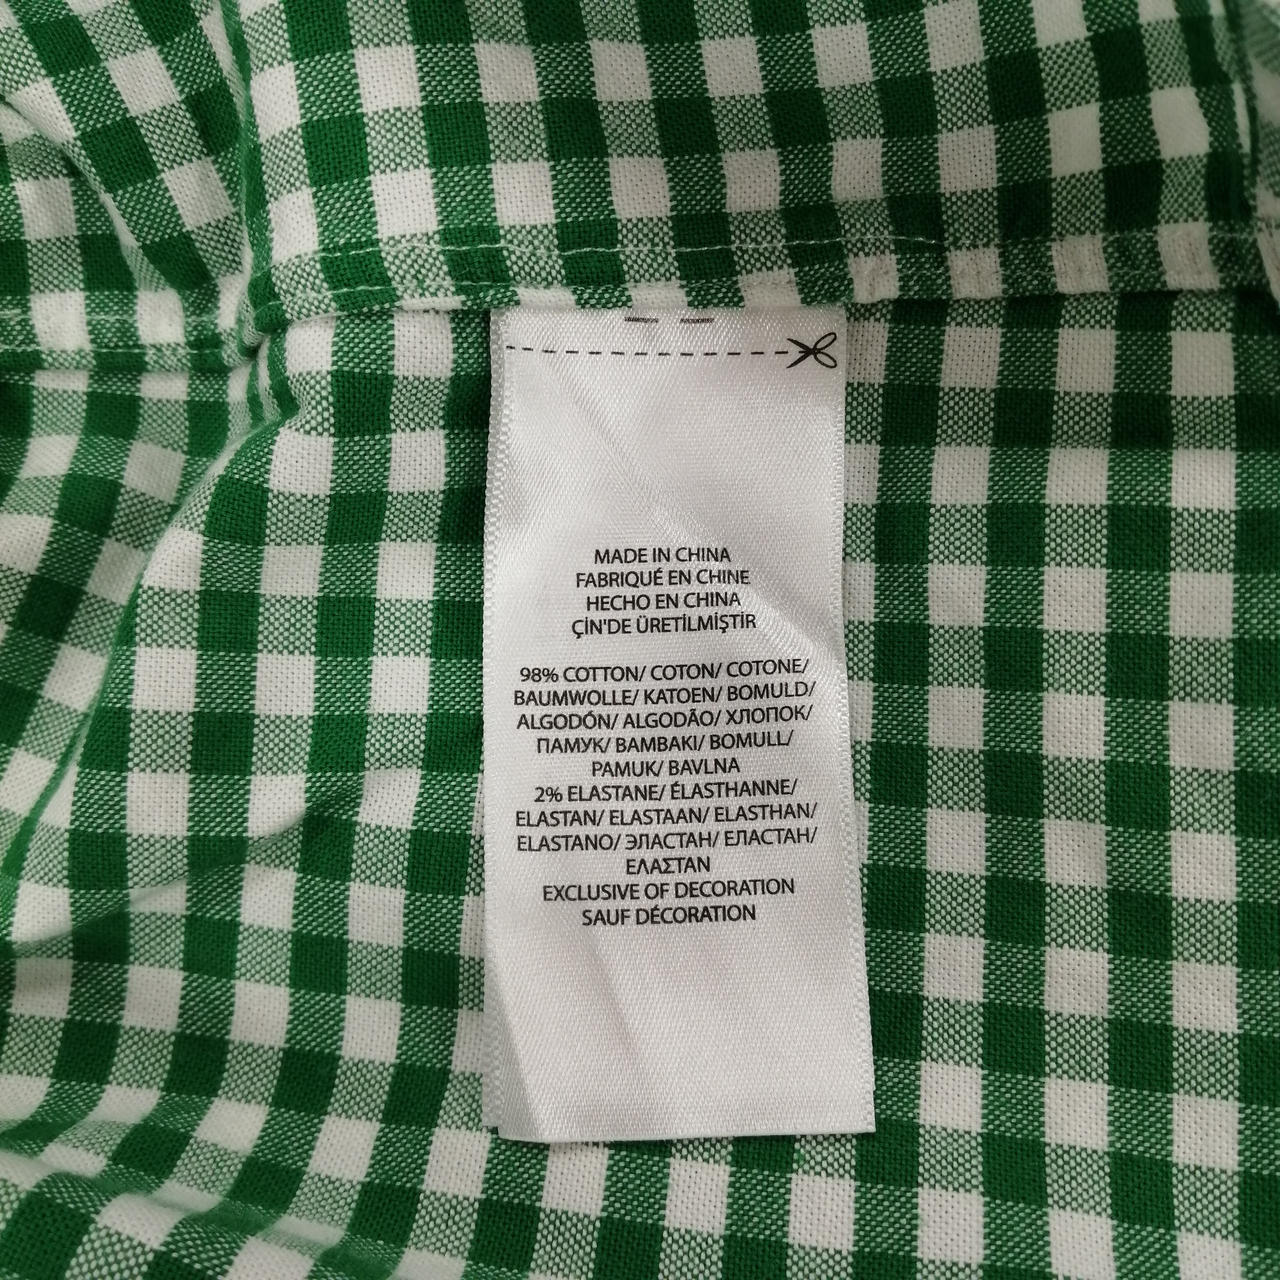 MADE IN CHINA
FABRIQUÉ EN CHINE
HECHO EN CHINA
ÇİN'DE ÜRETİLMİŞTİR
98% COTTON/ COTON/ COTONE/
BAUMWOLLE/ KATOEN/ BOMULD/
ALGODÓN/ ALGODÃO/ ХЛОПОК/
ПАМУК/ BAMBAKI/ BOMULL/
PAMUK/ BAVLNA
2% ELASTANE/ ÉLASTHANNE/
ELASTAN/ ELASTAAN/ ELASTHAN/
ELASTANO/ ЭЛАСТАН/ ЕЛАСТАН/
ΕΛΑΣΤΑΝ
EXCLUSIVE OF DECORATION
SAUF DÉCORATION